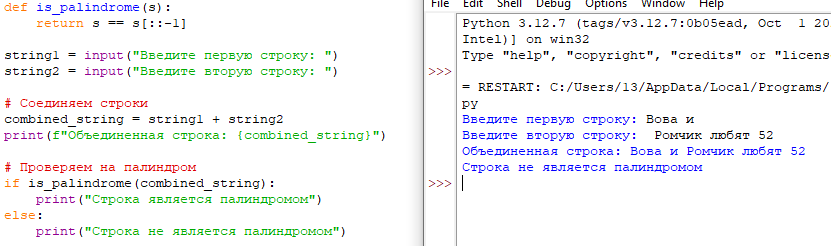 def is_palindrome(s):
    return s == s[::-1]

string1 = input("Введите первую строку: ")
string2 = input("Введите вторую строку: ")

# Соединяем строки
combined_string = string1 + string2
print(f"Объединенная строка: {combined_string}")

# Проверяем на палиндром
if is_palindrome(combined_string):
    print("Строка является палиндромом")
else:
    print("Строка не является палиндромом")
File Edit Shell Debug Options Window Help
Python 3.12.7 (tags/v3.12.7:0b05ead, Oct  1 20
Intel)] on win32
Type "help", "copyright", "credits" or "licens
>>>
= RESTART: C:/Users/13/AppData/Local/Programs/
py
Введите первую строку: Вова и
Введите вторую строку:  Ромчик любят 52
Объединенная строка: Вова и Ромчик любят 52
Строка не является палиндромом
>>>